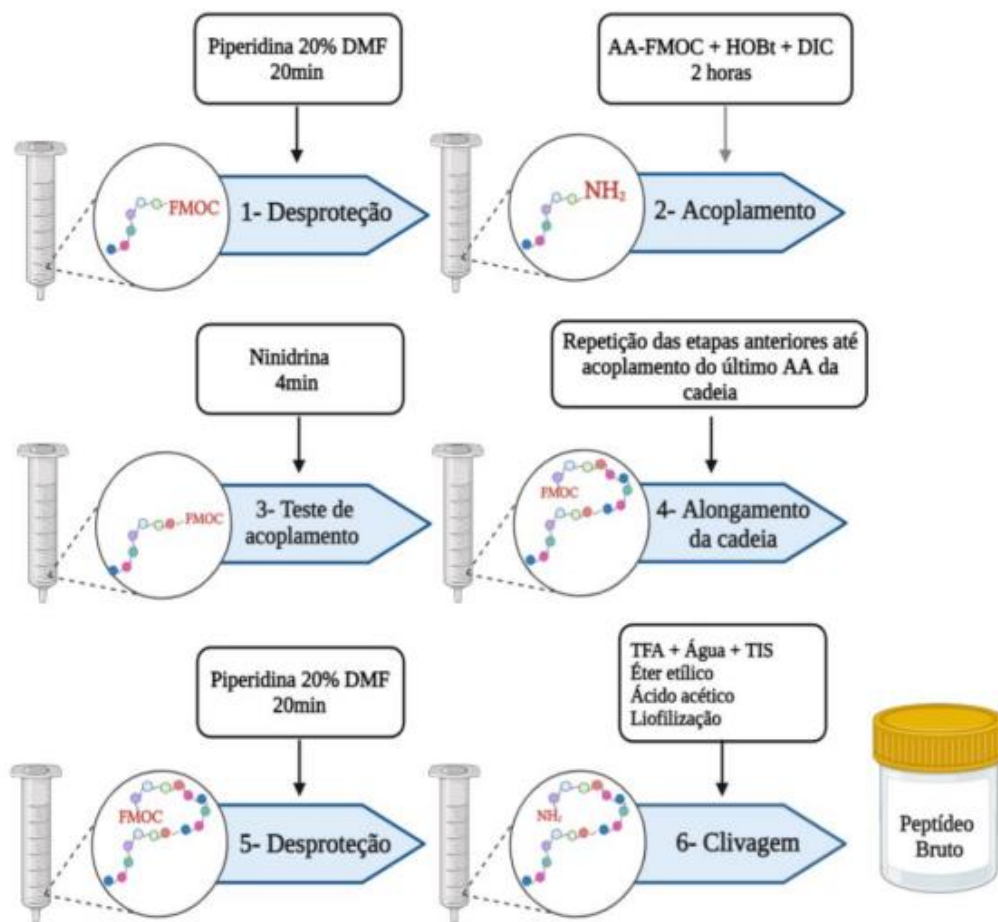 Piperidina 20% DMF
20min
AA-FMOC + HOBt + DIC
2 horas
FMOC
1- Desproteção
NH₂
2- Acoplamento
Ninidrina
4min
Repetição das etapas anteriores até
acoplamento do último AA da
cadeia
FMOC
3- Teste de
acoplamento
FMOC
4- Alongamento
da cadeia
Piperidina 20% DMF
20min
TFA + Água + TIS
Éter etílico
Ácido acético
Liofilização
FMOC
5- Desproteção
NH₂
6- Clivagem
Peptídeo
Bruto